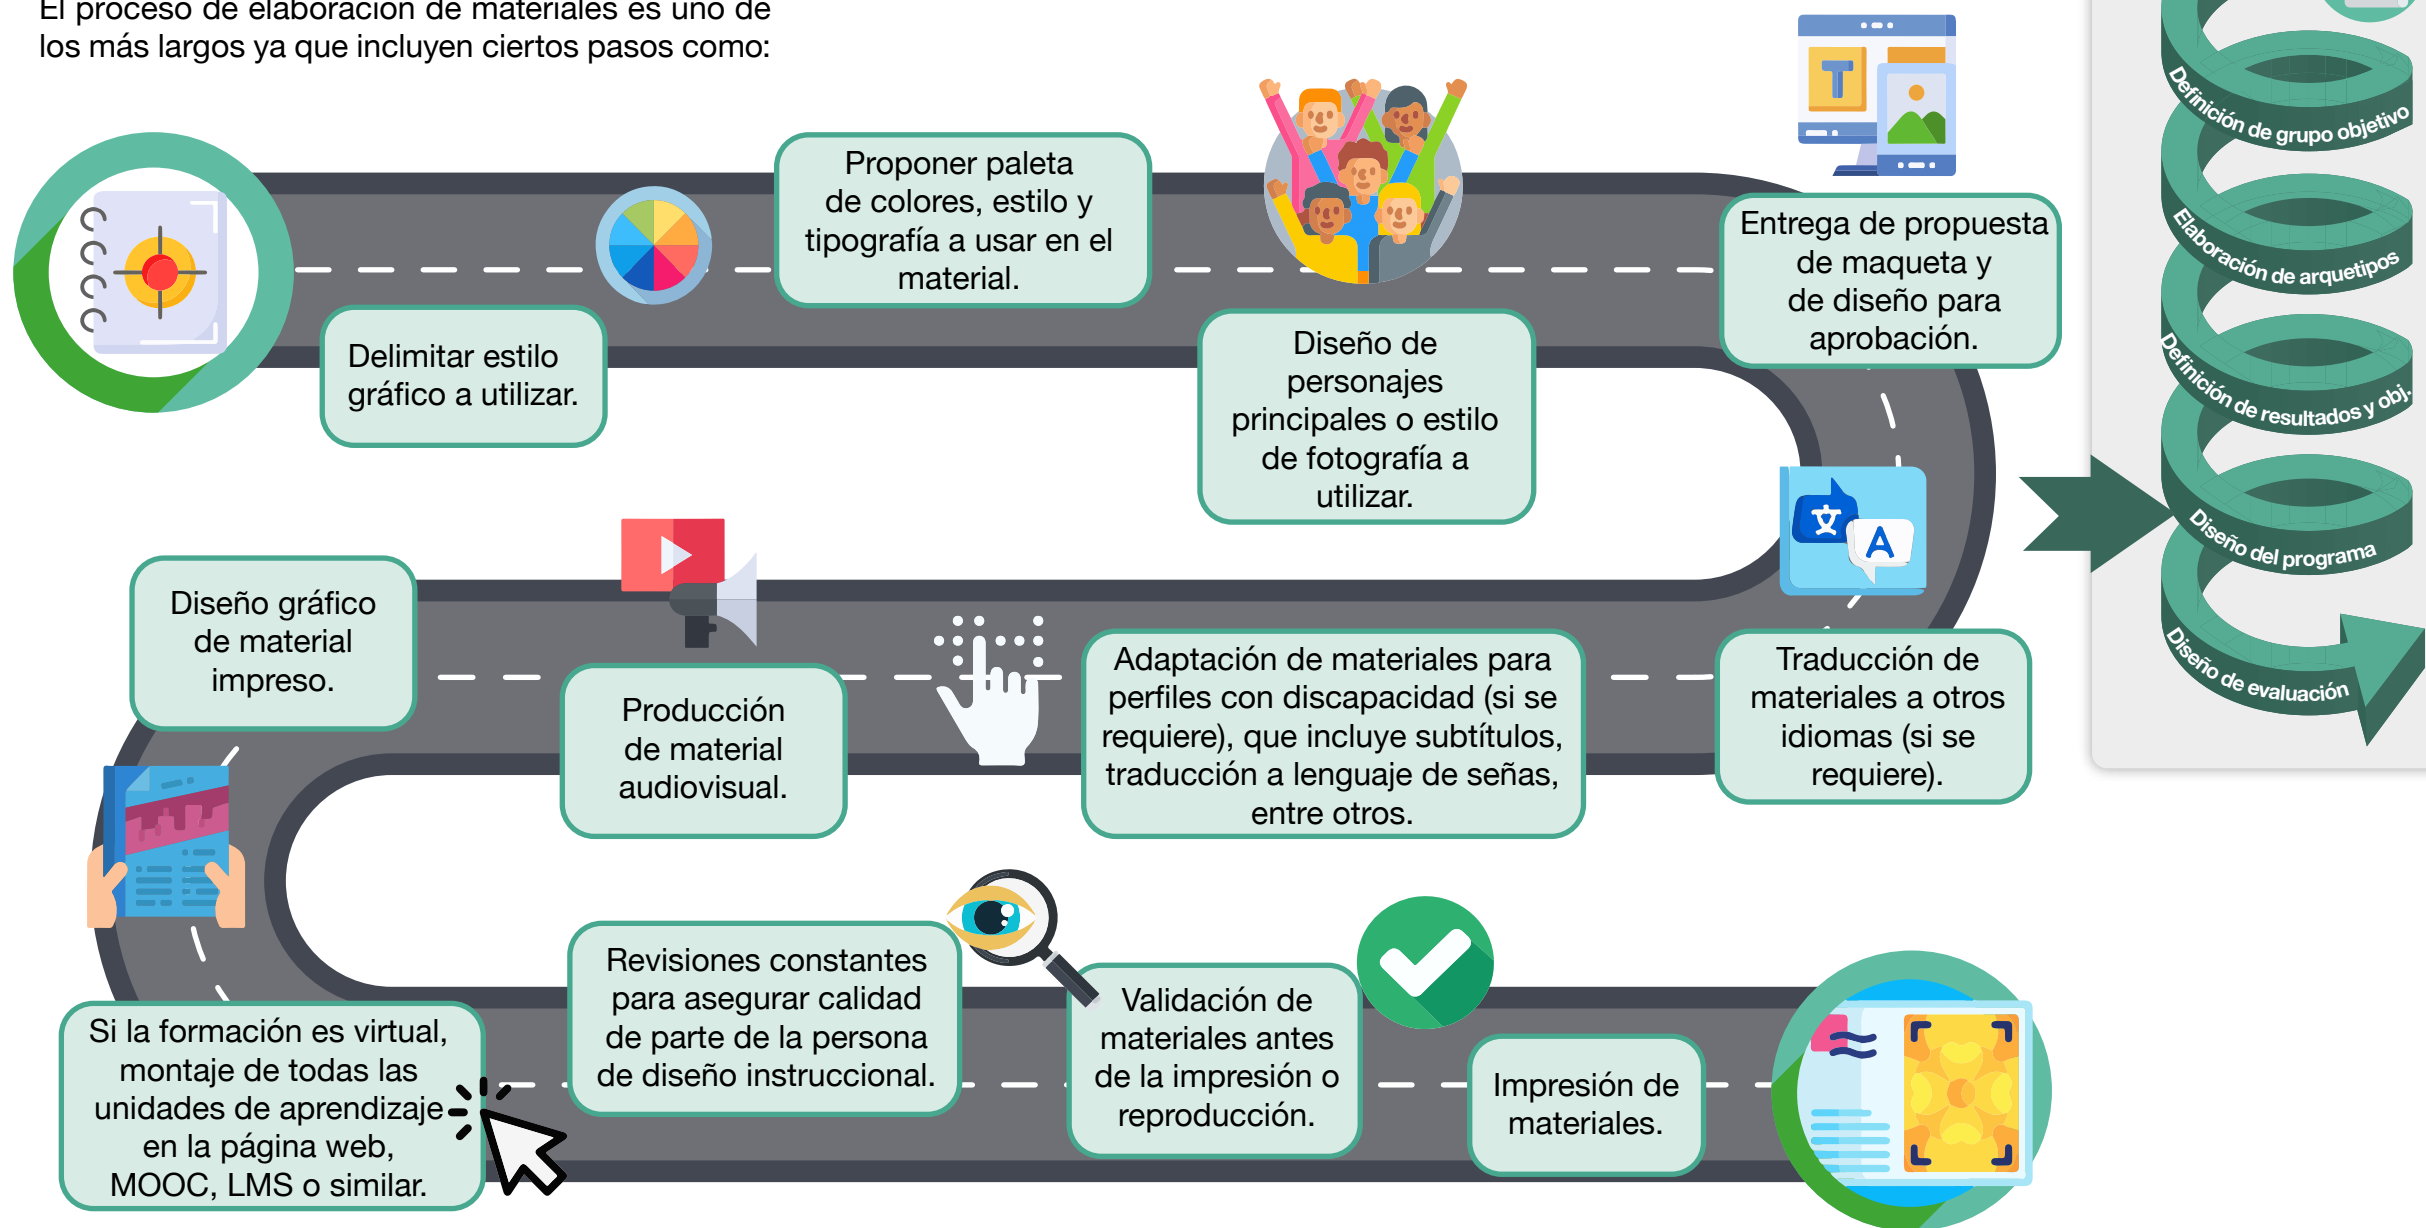 El proceso de elaboración de materiales es uno de
los más largos ya que incluyen ciertos pasos como:
Delimitar estilo
gráfico a utilizar.
Proponer paleta
de colores, estilo y
tipografía a usar en el
material.
Diseño de
personajes
principales o estilo
de fotografía a
utilizar.
T
Entrega de propuesta
de maqueta y
de diseño para
aprobación.
文
A
Traducción de
materiales a otros
idiomas (si se
requiere).
Adaptación de materiales para
perfiles con discapacidad (si se
requiere), que incluye subtítulos,
traducción a lenguaje de señas,
entre otros.
Producción
de material
audiovisual.
Diseño gráfico
de material
impreso.
Si la formación es virtual,
montaje de todas las
unidades de aprendizaje
en la página web,
MOOC, LMS o similar.
Revisiones constantes
para asegurar calidad
de parte de la persona
de diseño instruccional.
Validación de
materiales antes
de la impresión o
reproducción.
Impresión de
materiales.
Definición de grupo objetivo
Elaboración de arquetipos
Definición de resultados y obj.
Diseño del programa
Diseño de evaluación